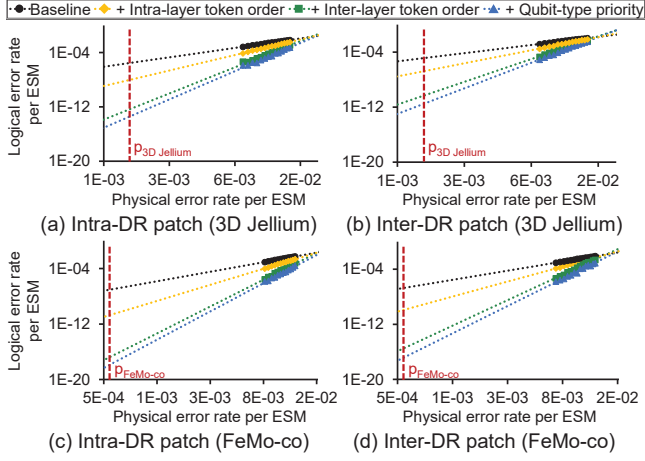 Baseline + Intra-layer token order + Inter-layer token order + Qubit-type priority
Logical error rate
per ESM
1E-04
1E-12
1E-20
p3D Jellium
1E-03 3E-03 6E-03 2E-02
Physical error rate per ESM
(a) Intra-DR patch (3D Jellium)
1E-04
1E-12
1E-20
p3D Jellium
1E-03 3E-03 6E-03 2E-02
Physical error rate per ESM
(b) Inter-DR patch (3D Jellium)
Logical error rate
per ESM
1E-04
1E-12
1E-20
pFeMo-co
5E-04 1E-03 3E-03 8E-03 2E-02
Physical error rate per ESM
(c) Intra-DR patch (FeMo-co)
1E-04
1E-12
1E-20
pFeMo-co
5E-04 1E-03 3E-03 8E-03 2E-02
Physical error rate per ESM
(d) Inter-DR patch (FeMo-co)